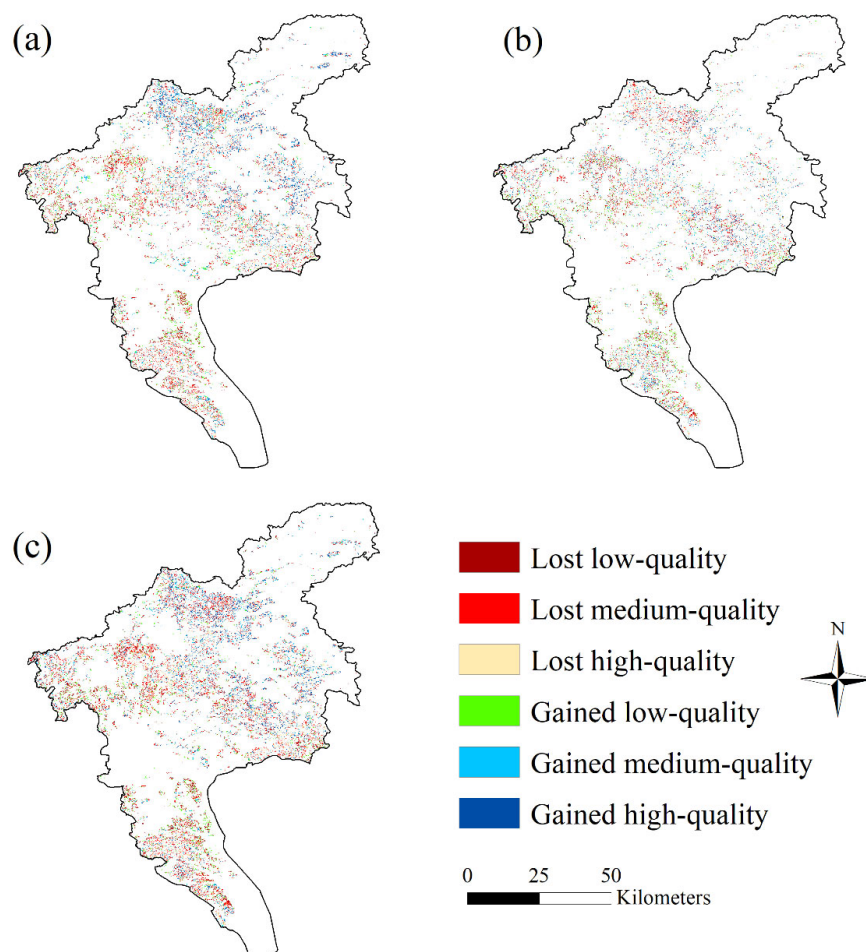 (a)
(b)
(c)
Lost low-quality
Lost medium-quality
Lost high-quality
Gained low-quality
Gained medium-quality
Gained high-quality
N
0 25 50
Kilometers